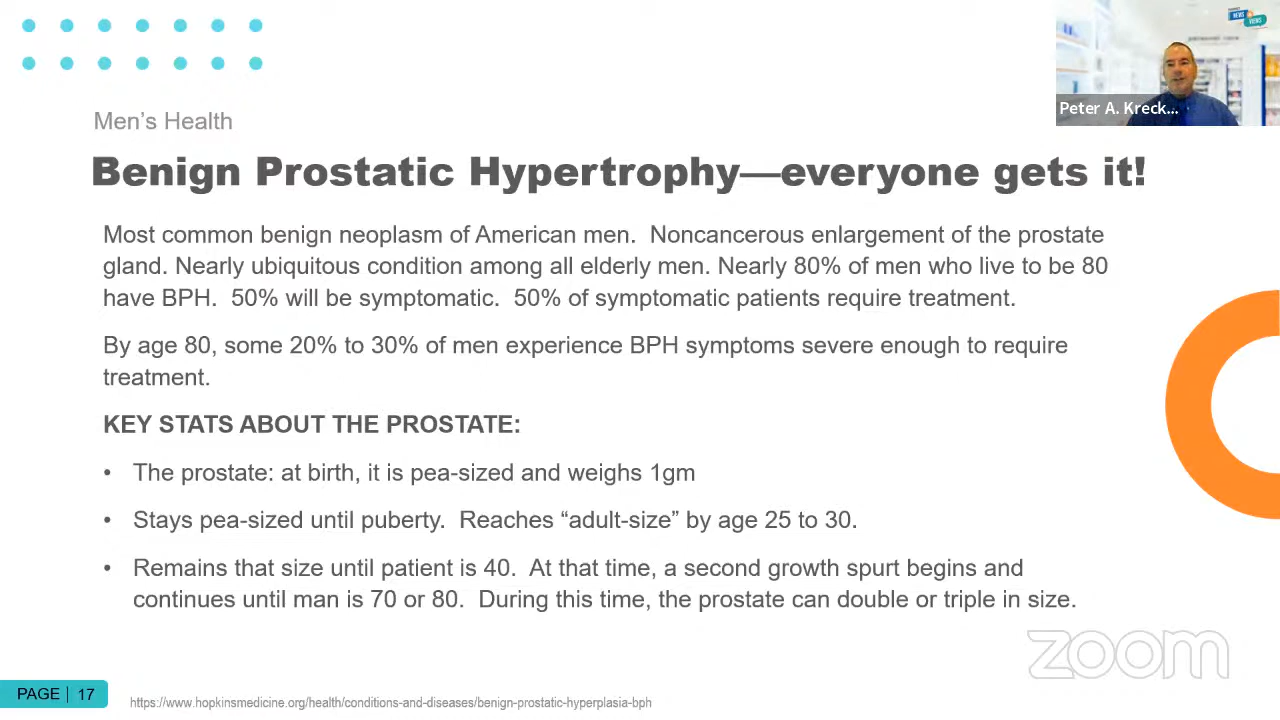 NEWS
VIEWS
Peter A. Kreck...
Men’s Health
Benign Prostatic Hypertrophy—everyone gets it!
Most common benign neoplasm of American men.  Noncancerous enlargement of the prostate
gland. Nearly ubiquitous condition among all elderly men. Nearly 80% of men who live to be 80
have BPH.  50% will be symptomatic.  50% of symptomatic patients require treatment.
By age 80, some 20% to 30% of men experience BPH symptoms severe enough to require
treatment.
KEY STATS ABOUT THE PROSTATE:
• The prostate: at birth, it is pea-sized and weighs 1gm
• Stays pea-sized until puberty.  Reaches “adult-size” by age 25 to 30.
• Remains that size until patient is 40.  At that time, a second growth spurt begins and
continues until man is 70 or 80.  During this time, the prostate can double or triple in size.
zoom
PAGE | 17
https://www.hopkinsmedicine.org/health/conditions-and-diseases/benign-prostatic-hyperplasia-bph